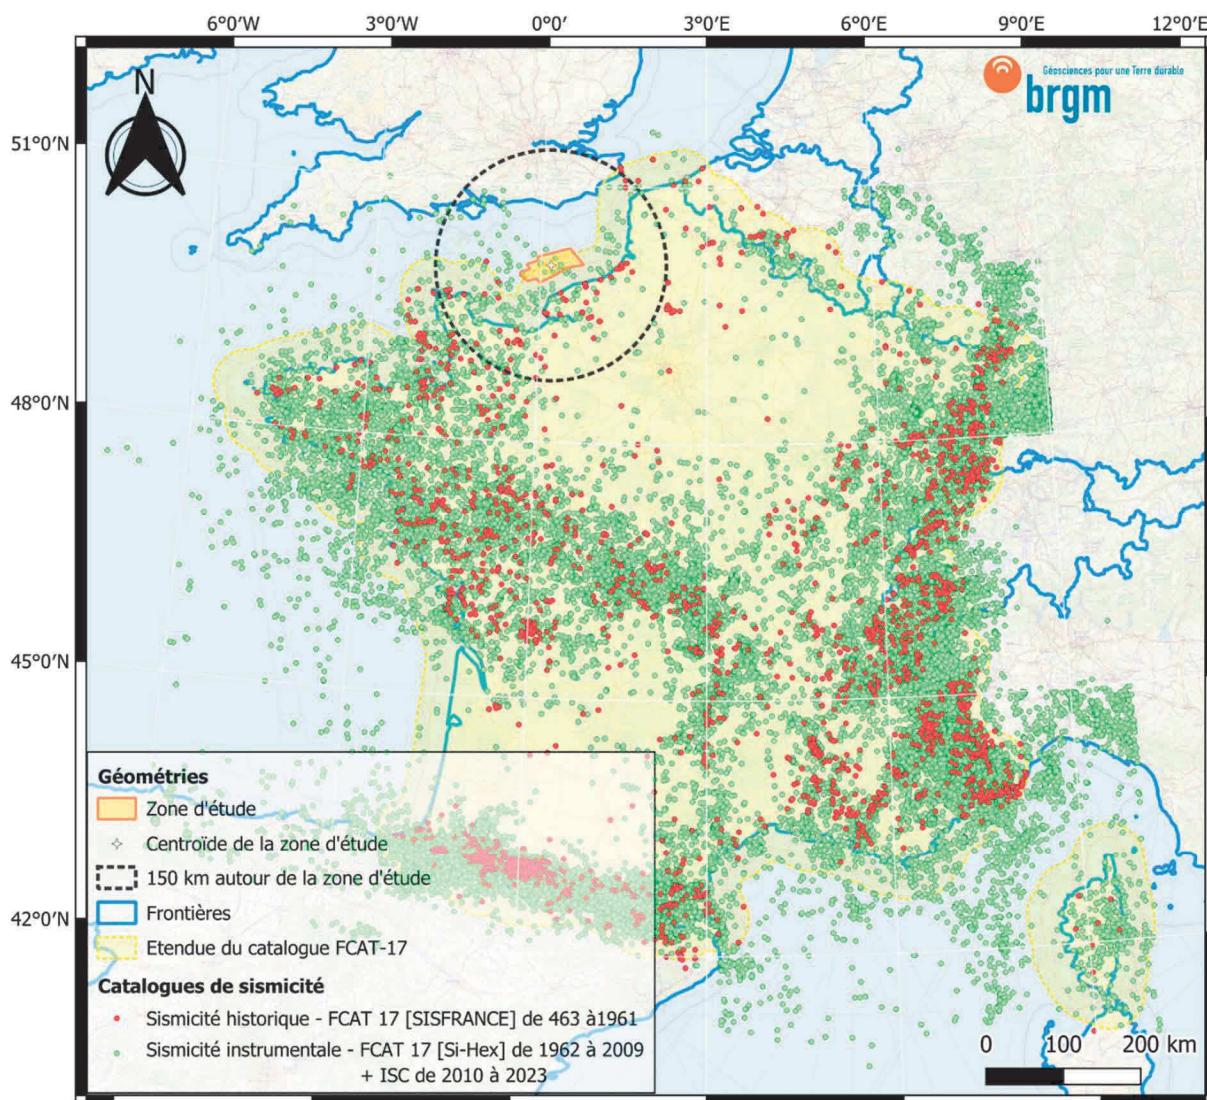 6°0′W 3°0′W 0°0′ 3°0′E 6°0′E 9°0′E 12°0′E
N
Géosciences pour une Terre durable
brgm
51°0′N
48°0′N
45°0′N
42°0′N
Géométries
Zone d'étude
Centroïde de la zone d'étude
150 km autour de la zone d'étude
Frontières
Etendue du catalogue FCAT-17
Catalogues de sismicité
Sismicité historique - FCAT 17 [SISFRANCE] de 463 à1961
Sismicité instrumentale - FCAT 17 [Si-Hex] de 1962 à 2009
+ ISC de 2010 à 2023
0 100 200 km